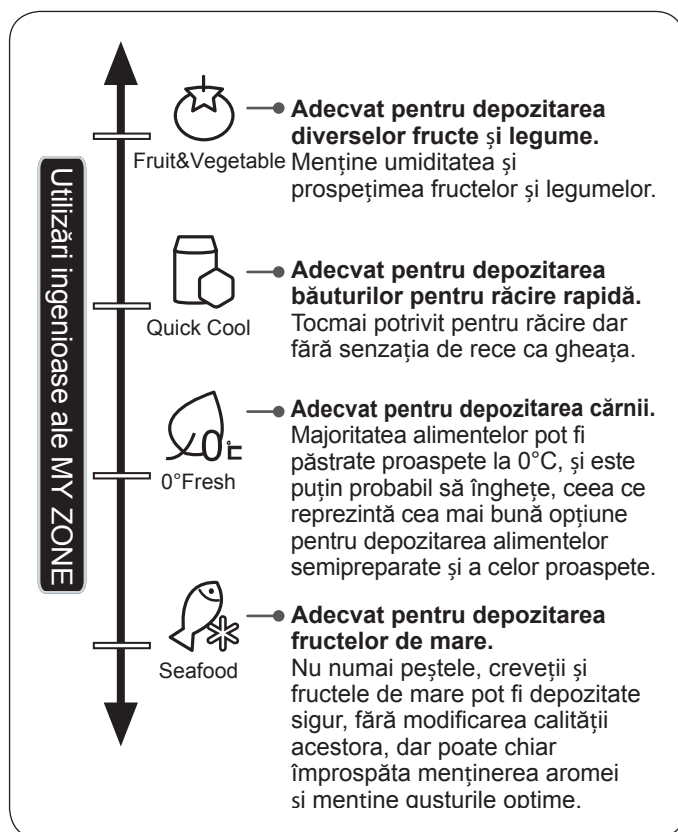 Utilizări ingenioase ale MY ZONE
Fruit&Vegetable
Adecvat pentru depozitarea
diverselor fructe și legume.
Menține umiditatea și
prospețimea fructelor și legumelor.
Quick Cool
Adecvat pentru depozitarea
băuturilor pentru răcire rapidă.
Tocmai potrivit pentru răcire dar
fără senzația de rece ca gheața.
0°C
0°Fresh
Adecvat pentru depozitarea cărnii.
Majoritatea alimentelor pot fi
păstrate proaspete la 0°C, și este
puțin probabil să înghețe, ceea ce
reprezintă cea mai bună opțiune
pentru depozitarea alimentelor
semipreparate și a celor proaspete.
Seafood
Adecvat pentru depozitarea
fructelor de mare.
Nu numai peștele, creveții și
fructele de mare pot fi depozitate
sigur, fără modificarea calității
acestora, dar poate chiar
împrospăta menținerea aromei
și menține gusturile optime.